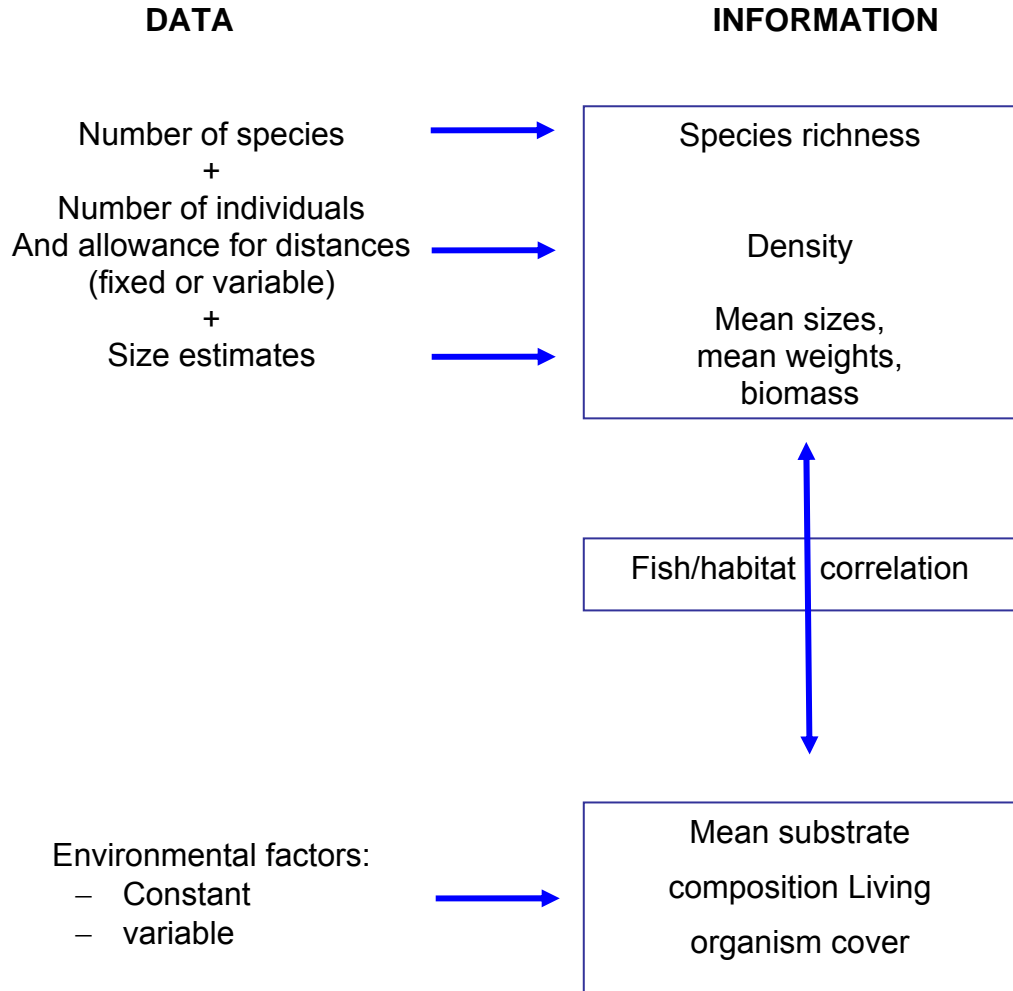 DATA
INFORMATION
Number of species
+
Number of individuals
And allowance for distances
(fixed or variable)
+
Size estimates
Species richness
Density
Mean sizes,
mean weights,
biomass
Fish/habitat correlation
Environmental factors:
– Constant
– variable
Mean substrate
composition Living
organism cover